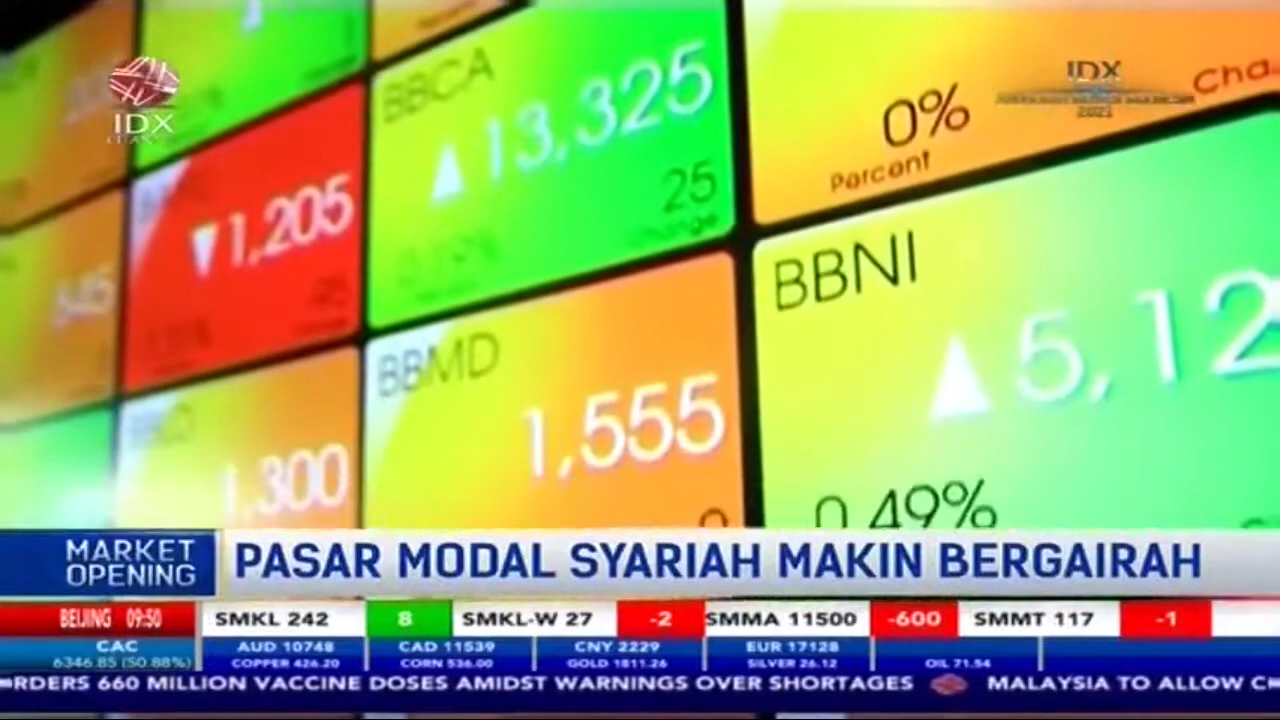 IDX
CHANNEL
IDX
2021
BBCA
13,325
25
change
0%
Percent
Cha
1,205
645
BBNI
5,12
0.49%
BBMD
1,555
0
1,300
MARKET OPENING
PASAR MODAL SYARIAH MAKIN BERGAIRAH
BEIJING 09:50
SMKL 242 8 SMKL-W 27 -2 SMMA 11500 -600 SMMT 117 -1
CAC
6346.85 (50.88%)
AUD 10748 CAD 11539 CNY 2229 EUR 17128
COPPER 426.20 CORN 536.00 GOLD 1811.26 SILVER 26.12 OIL 71.54
RDERS 660 MILLION VACCINE DOSES AMIDST WARNINGS OVER SHORTAGES MALAYSIA TO ALLOW C